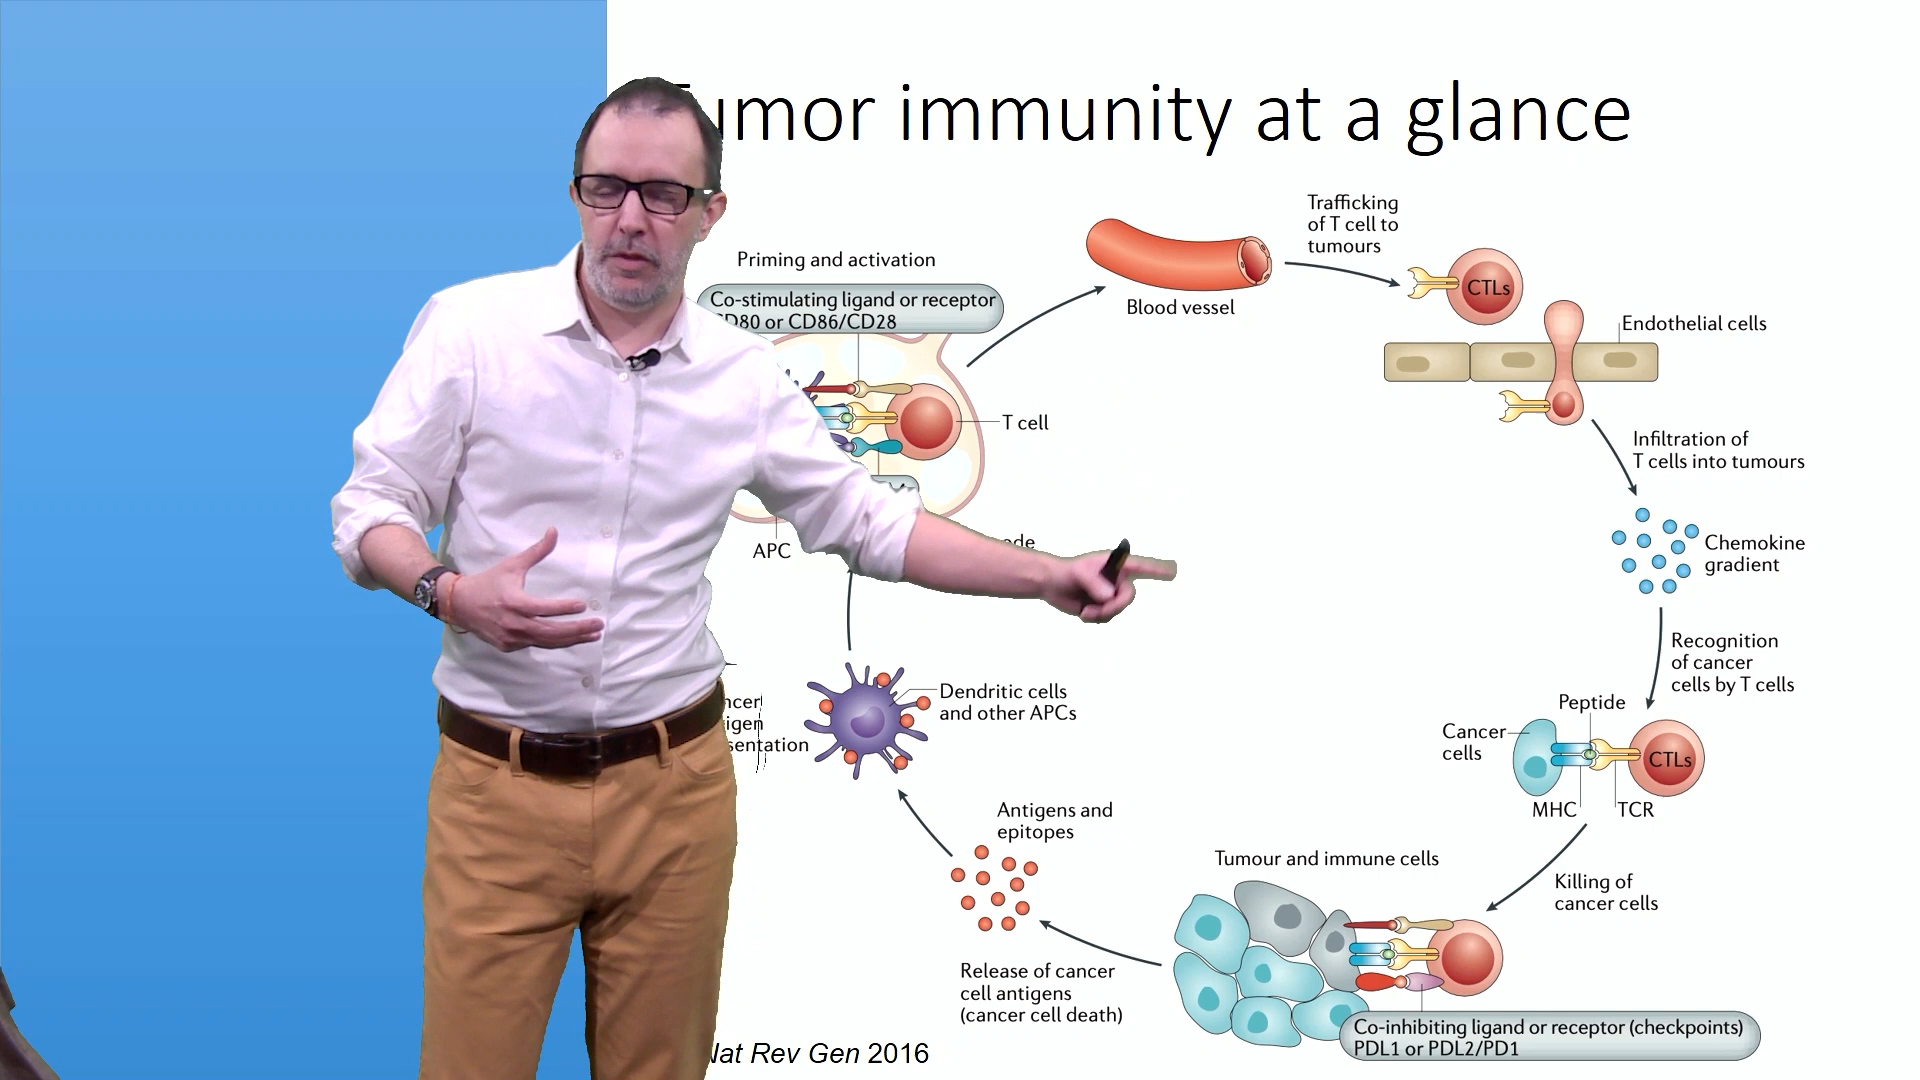 umor immunity at a glance
Trafficking
of T cell to
tumours
Priming and activation
CTLs
Co-stimulating ligand or receptor
CD80 or CD86/CD28
Blood vessel
Endothelial cells
T cell
Infiltration of
T cells into tumours
APC
Chemokine
gradient
Recognition
of cancer
cells by T cells
Dendritic cells
and other APCs
Peptide
Cancer
cells
CTLs
MHC
TCR
Antigens and
epitopes
Tumour and immune cells
Killing of
cancer cells
Release of cancer
cell antigens
(cancer cell death)
Co-inhibiting ligand or receptor (checkpoints)
PDL1 or PDL2/PD1
Nat Rev Gen 2016